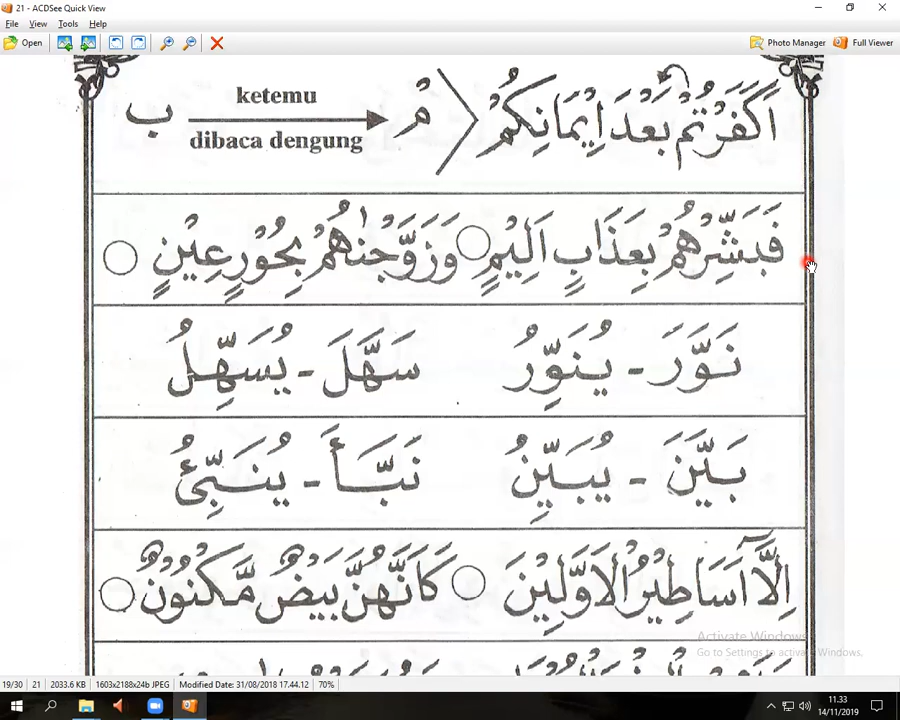 21 - ACDSee Quick View
File View Tools Help
Open Photo Manager Full Viewer
اَكَفَرْتُمْ بَعْدَ اِيْمَانِكُمْ مْ ketemu dibaca dengung ب
فَبَشِّرْهُمْ بِعَذَابٍ اَلِيْمٍ وَزَوَّجْنٰهُمْ بِحُوْرٍ عِيْنٍ
نَوَّرَ - يُنَوِّرُ سَهَّلَ - يُسَهِّلُ
بَيَّنَ - يُبَيِّنُ نَبَّأَ - يُنَبِّئُ
اِلَّآ اَسَاطِيْرُ الْاَوَّلِيْنَ كَاَنَّهُنَّ بَيْضٌ مَّكْنُوْنٌ
Activate Windows
Go to Settings to activate Windows.
19/30 21 2033.6 KB 1603x2188x24b JPEG Modified Date: 31/08/2018 17.44.12 70%
11.33
14/11/2019